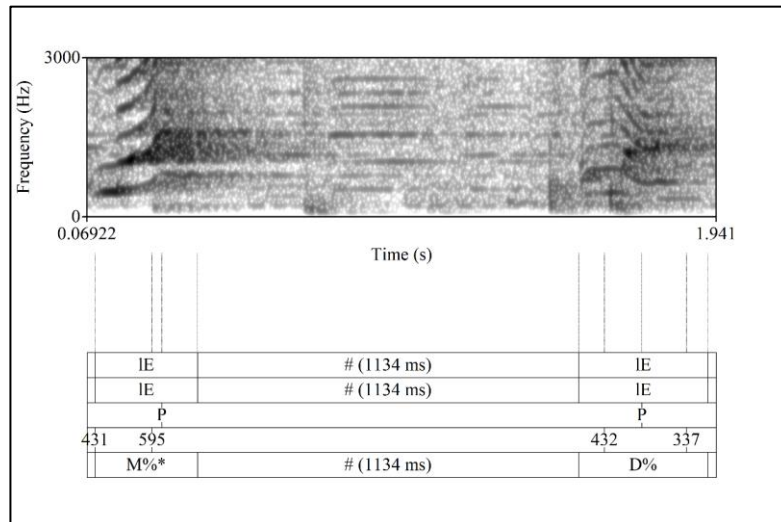 3000
Frequency (Hz)
0
0.06922 1.941
Time (s)
lE # (1134 ms) lE
lE # (1134 ms) lE
P P
431 595 432 337
M%* # (1134 ms) D%